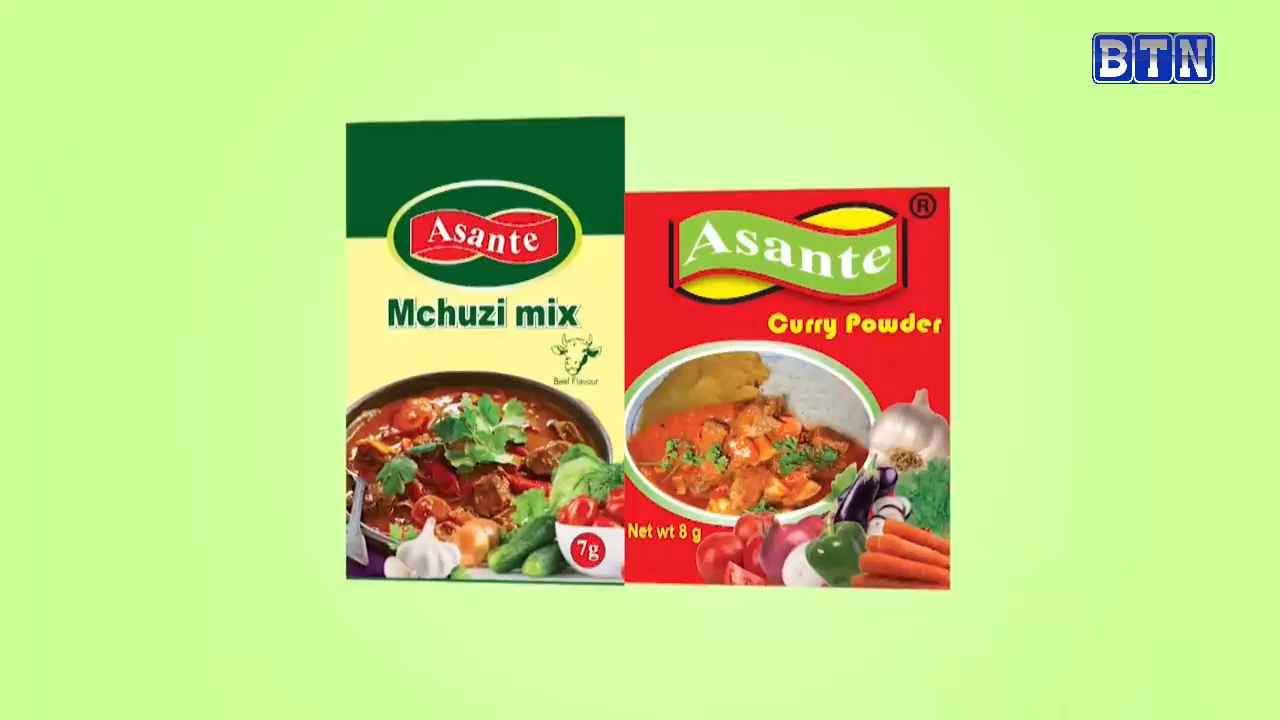 BTN
Asante
Mchuzi mix
Beef Flavour
7g
Asante
®
Curry Powder
Net wt 8 g